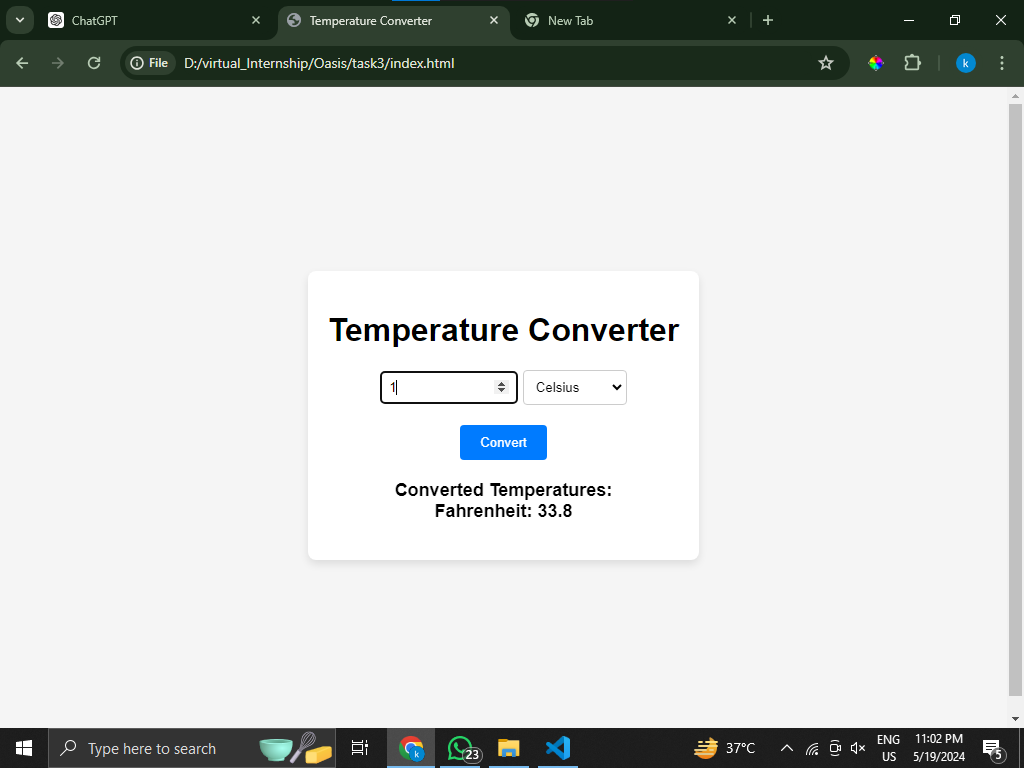 ChatGPT
Temperature Converter
New Tab
File
D:/virtual_Internship/Oasis/task3/index.html
k
Temperature Converter
1
Celsius
Convert
Converted Temperatures:
Fahrenheit: 33.8
Type here to search
k
23
37°C
ENG
US
11:02 PM
5/19/2024
5